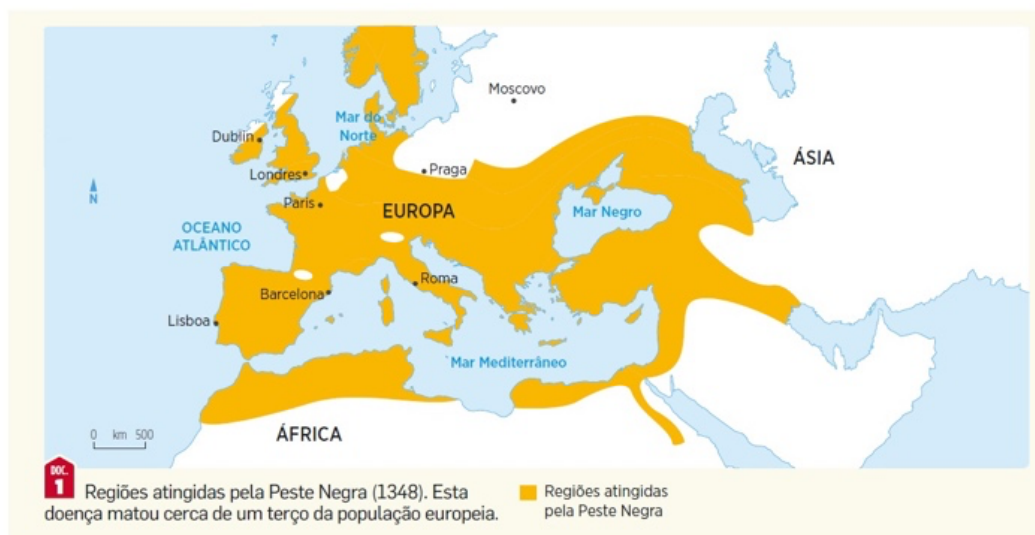 Moscovo
Mar do
Norte
Dublin
ÁSIA
Londres
Praga
N
Paris
EUROPA
Mar Negro
OCEANO
ATLÂNTICO
Roma
Barcelona
Lisboa
Mar Mediterrâneo
0 km 500
ÁFRICA
DOC.
1
Regiões atingidas pela Peste Negra (1348). Esta
doença matou cerca de um terço da população europeia.
Regiões atingidas
pela Peste Negra